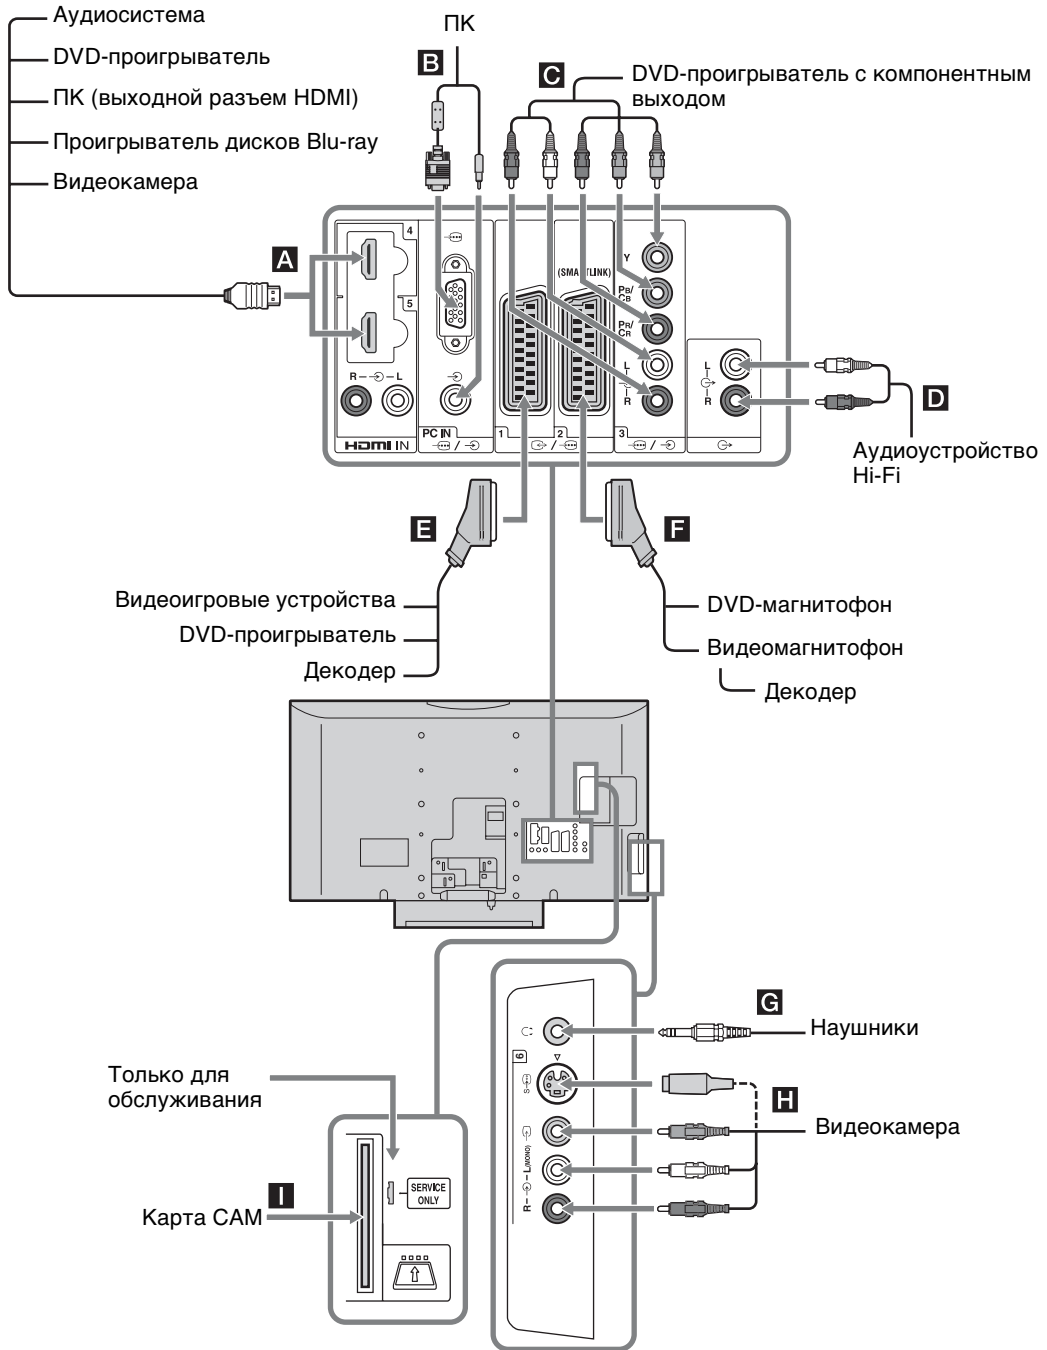 Аудиосистема
DVD-проигрыватель
ПК (выходной разъем HDMI)
Проигрыватель дисков Blu-ray
Видеокамера
ПК
B
C
DVD-проигрыватель с компонентным
выходом
A
4
5
R
L
HDMI IN
PC IN
1
(SMARTLINK)
2
Y
PB/
CB
PR/
CR
L
R
3
L
R
D
Аудиоустройство
Hi-Fi
E
Видеоигровые устройства
DVD-проигрыватель
Декодер
F
DVD-магнитофон
Видеомагнитофон
Декодер
G
Наушники
6
S
H
Видеокамера
L(MONO)
R
Только для
обслуживания
SERVICE
ONLY
I
Карта CAM